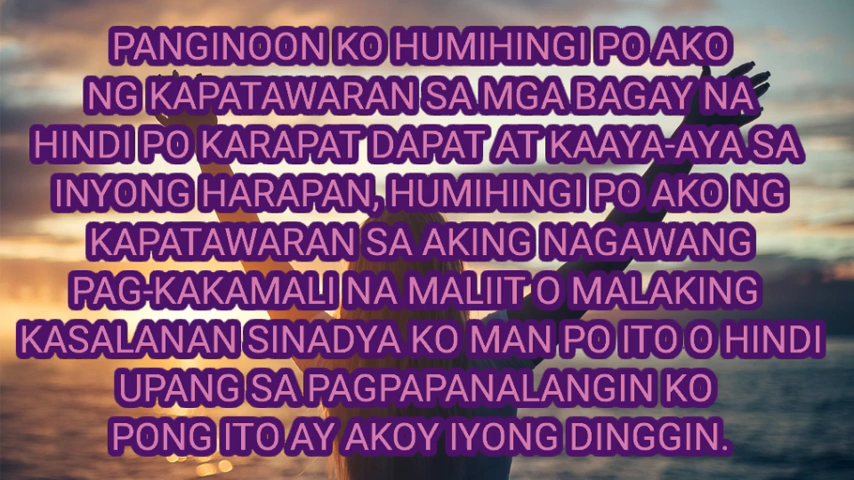 PANGINOON KO HUMIHINGI PO AKO
NG KAPATAWARAN SA MGA BAGAY NA
HINDI PO KARAPAT DAPAT AT KAAYA-AYA SA
INYONG HARAPAN, HUMIHINGI PO AKO NG
KAPATAWARAN SA AKING NAGAWANG
PAG-KAKAMALI NA MALIIT O MALAKING
KASALANAN SINADYA KO MAN PO ITO O HINDI
UPANG SA PAGPAPANALANGIN KO
PONG ITO AY AKOY IYONG DINGGIN.